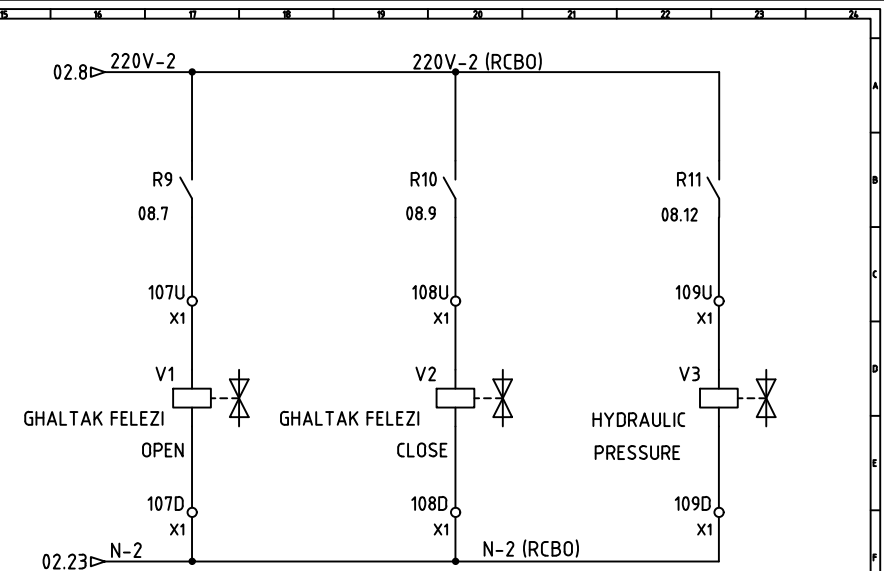 15 16 17 18 19 20 21 22 23 24
02.8 220V-2 220V-2 (RCBO)
A
R9 R10 R11
B
08.7 08.9 08.12
C
107U 108U 109U
X1 X1 X1
V1 V2 V3
D
GHALTAK FELEZI GHALTAK FELEZI HYDRAULIC
OPEN CLOSE PRESSURE
E
107D 108D 109D
X1 X1 X1
02.23 N-2 N-2 (RCBO)
F